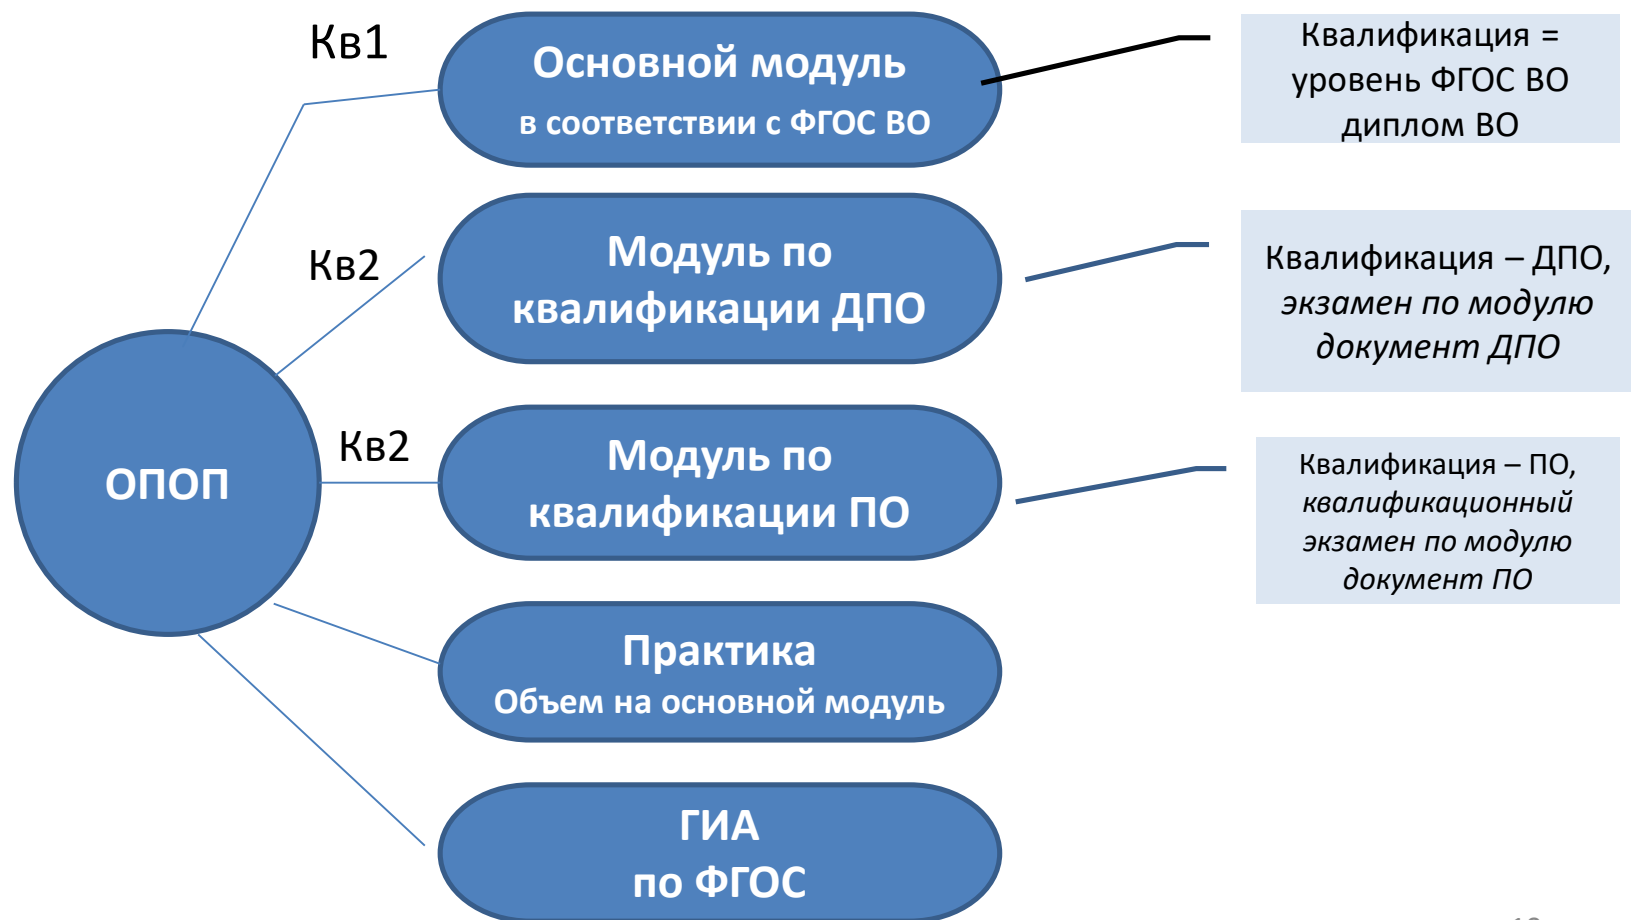 Кв1
Основной модуль
в соответствии с ФГОС ВО
Квалификация =
уровень ФГОС ВО
диплом ВО
Кв2
Модуль по
квалификации ДПО
Квалификация – ДПО,
экзамен по модулю
документ ДПО
ОПОП
Кв2
Модуль по
квалификации ПО
Квалификация – ПО,
квалификационный
экзамен по модулю
документ ПО
Практика
Объем на основной модуль
ГИА
по ФГОС